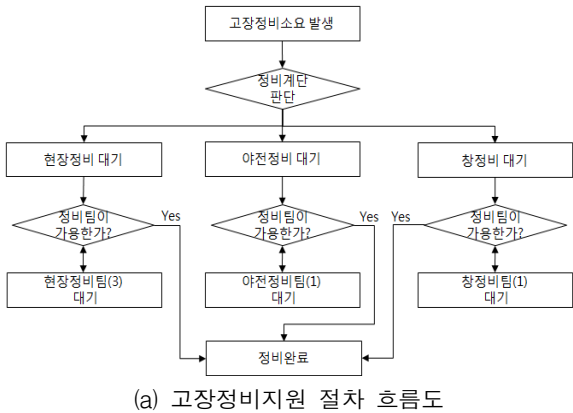 고장정비소요 발생
정비계단
판단
현장정비 대기
야전정비 대기
창정비 대기
정비팀이
가용한가?
Yes
정비팀이
가용한가?
Yes
Yes
정비팀이
가용한가?
현장정비팀(3)
대기
야전정비팀(1)
대기
창정비팀(1)
대기
정비완료
(a) 고장정비지원 절차 흐름도